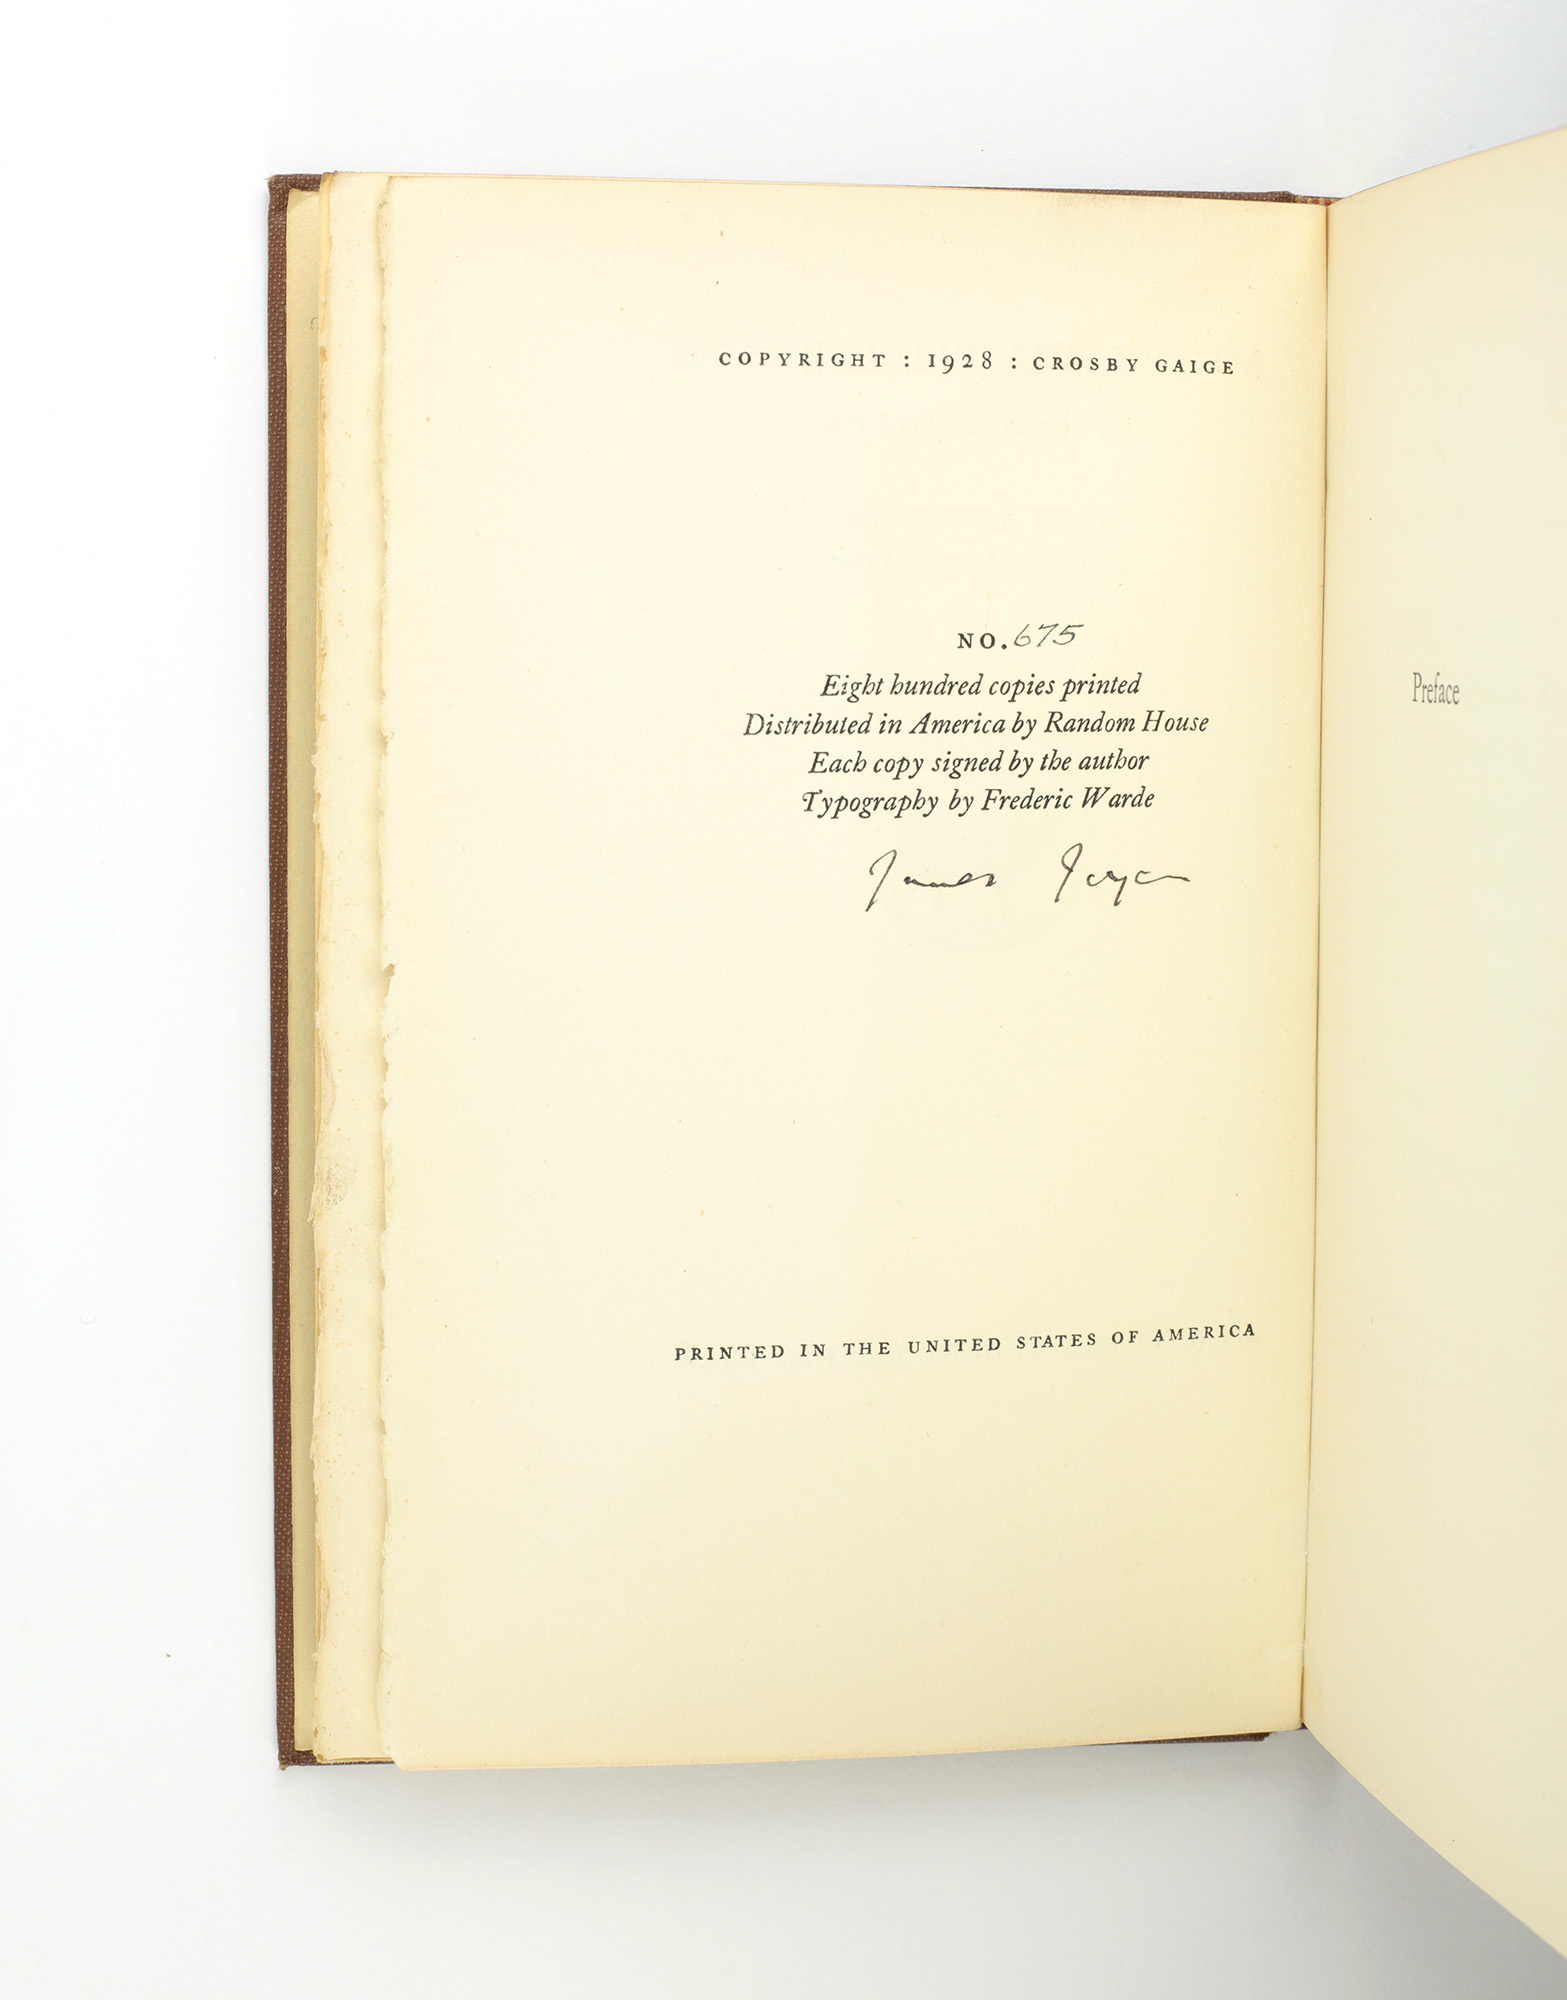 COPYRIGHT : 1928 : CROSBY GAIGE
NO. 675
Eight hundred copies printed
Distributed in America by Random House
Each copy signed by the author
Typography by Frederic Warde
James Joyce
PRINTED IN THE UNITED STATES OF AMERICA
Preface